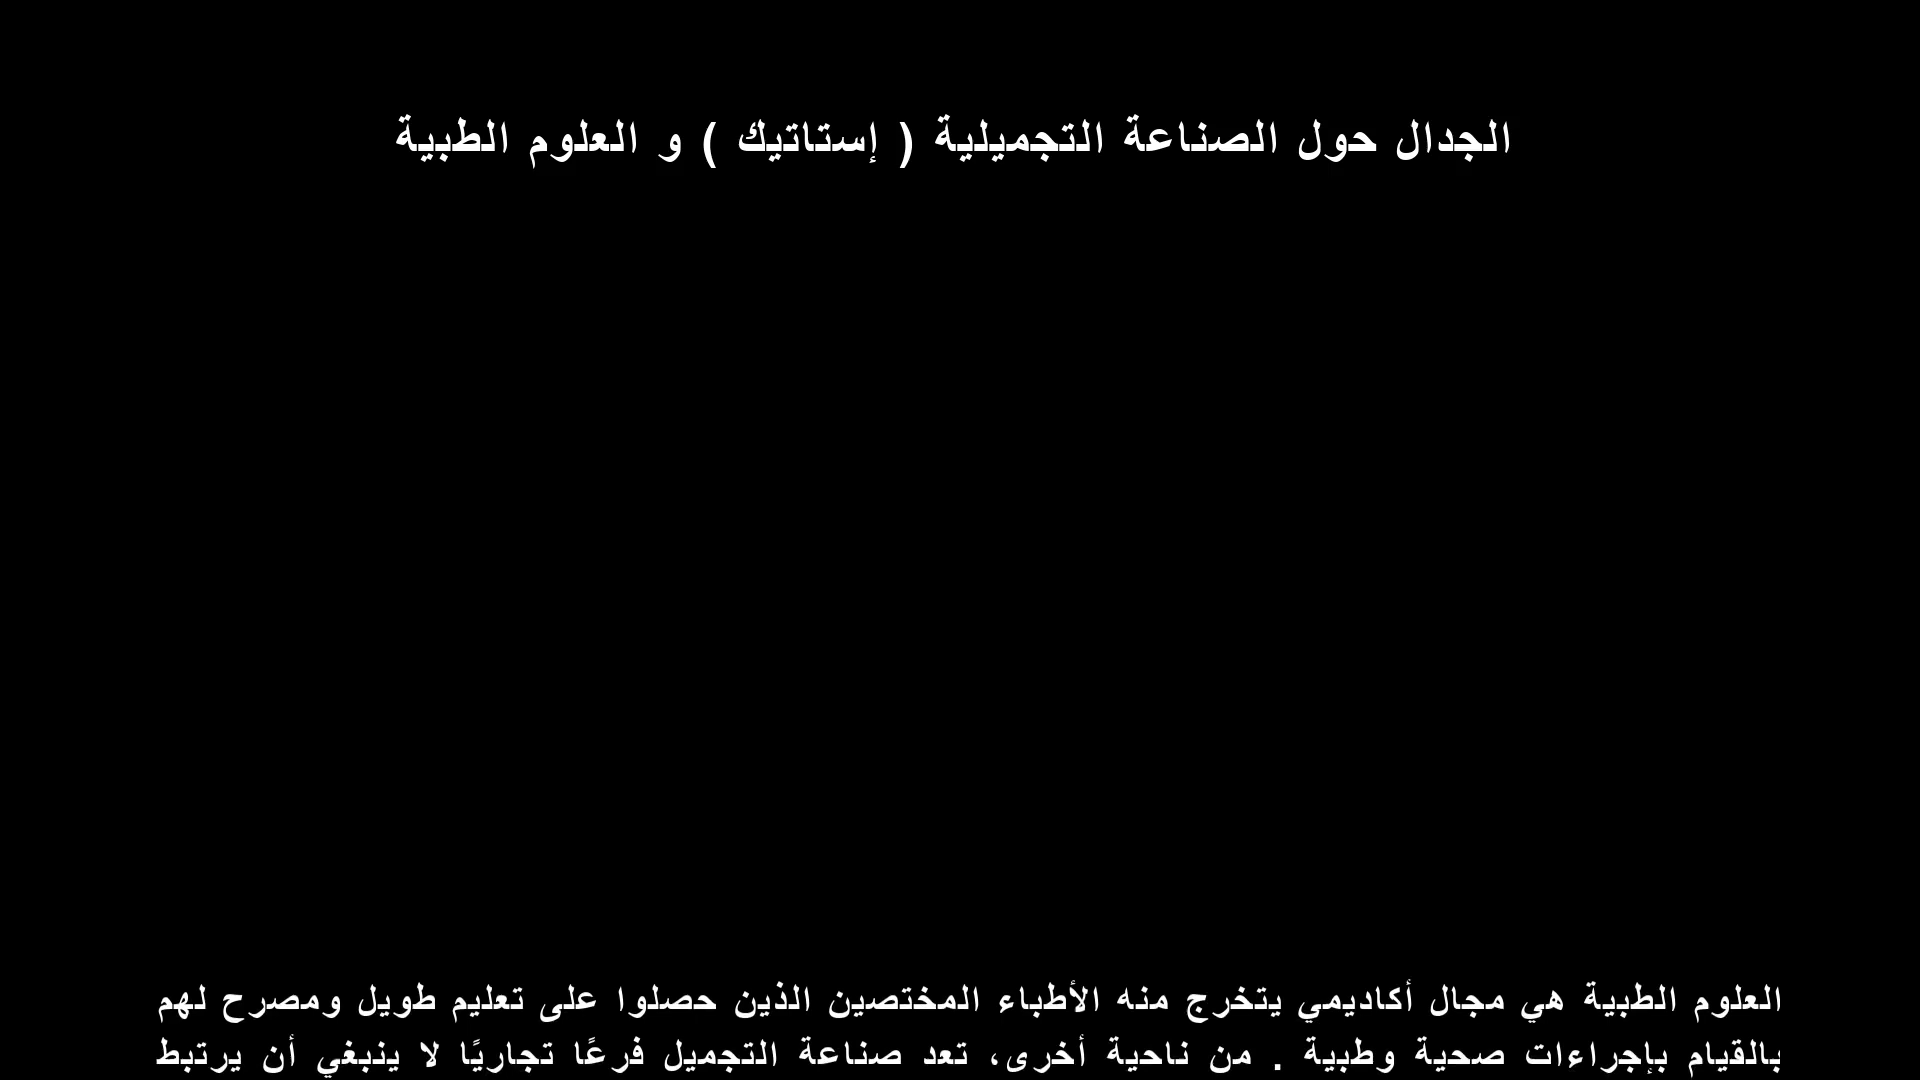 الجدال حول الصناعة التجميلية ( إستاتيك ) و العلوم الطبية
العلوم الطبية هي مجال أكاديمي يتخرج منه الأطباء المختصين الذين حصلوا على تعليم طويل ومصرح لهم
بالقيام بإجراءات صحية وطبية . من ناحية أخرى، تعد صناعة التجميل فرعًا تجاريًا لا ينبغي أن يرتبط